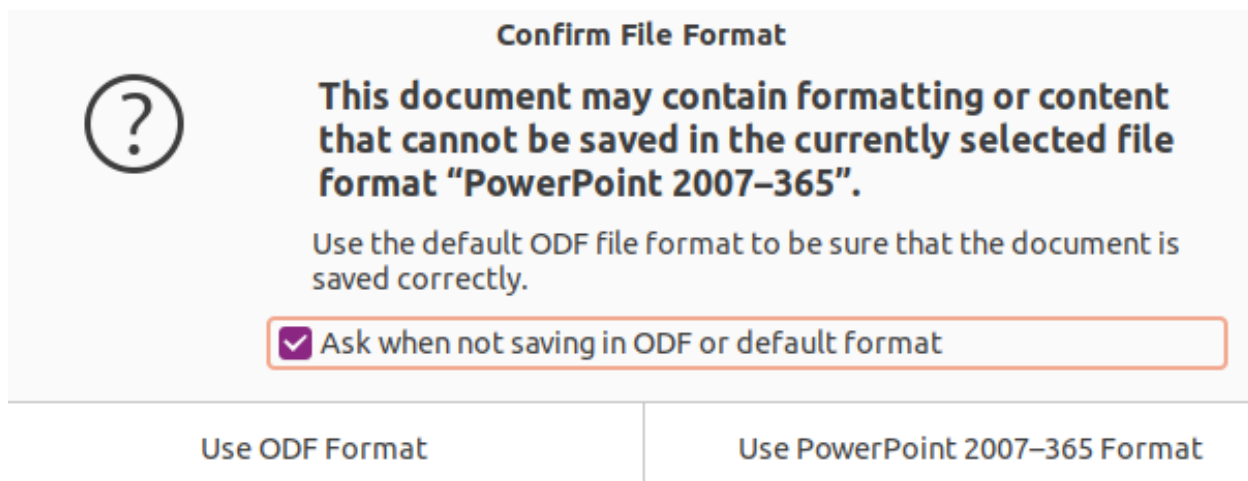 Confirm File Format
This document may contain formatting or content
that cannot be saved in the currently selected file
format “PowerPoint 2007–365”.
Use the default ODF file format to be sure that the document is
saved correctly.
Ask when not saving in ODF or default format
Use ODF Format
Use PowerPoint 2007–365 Format